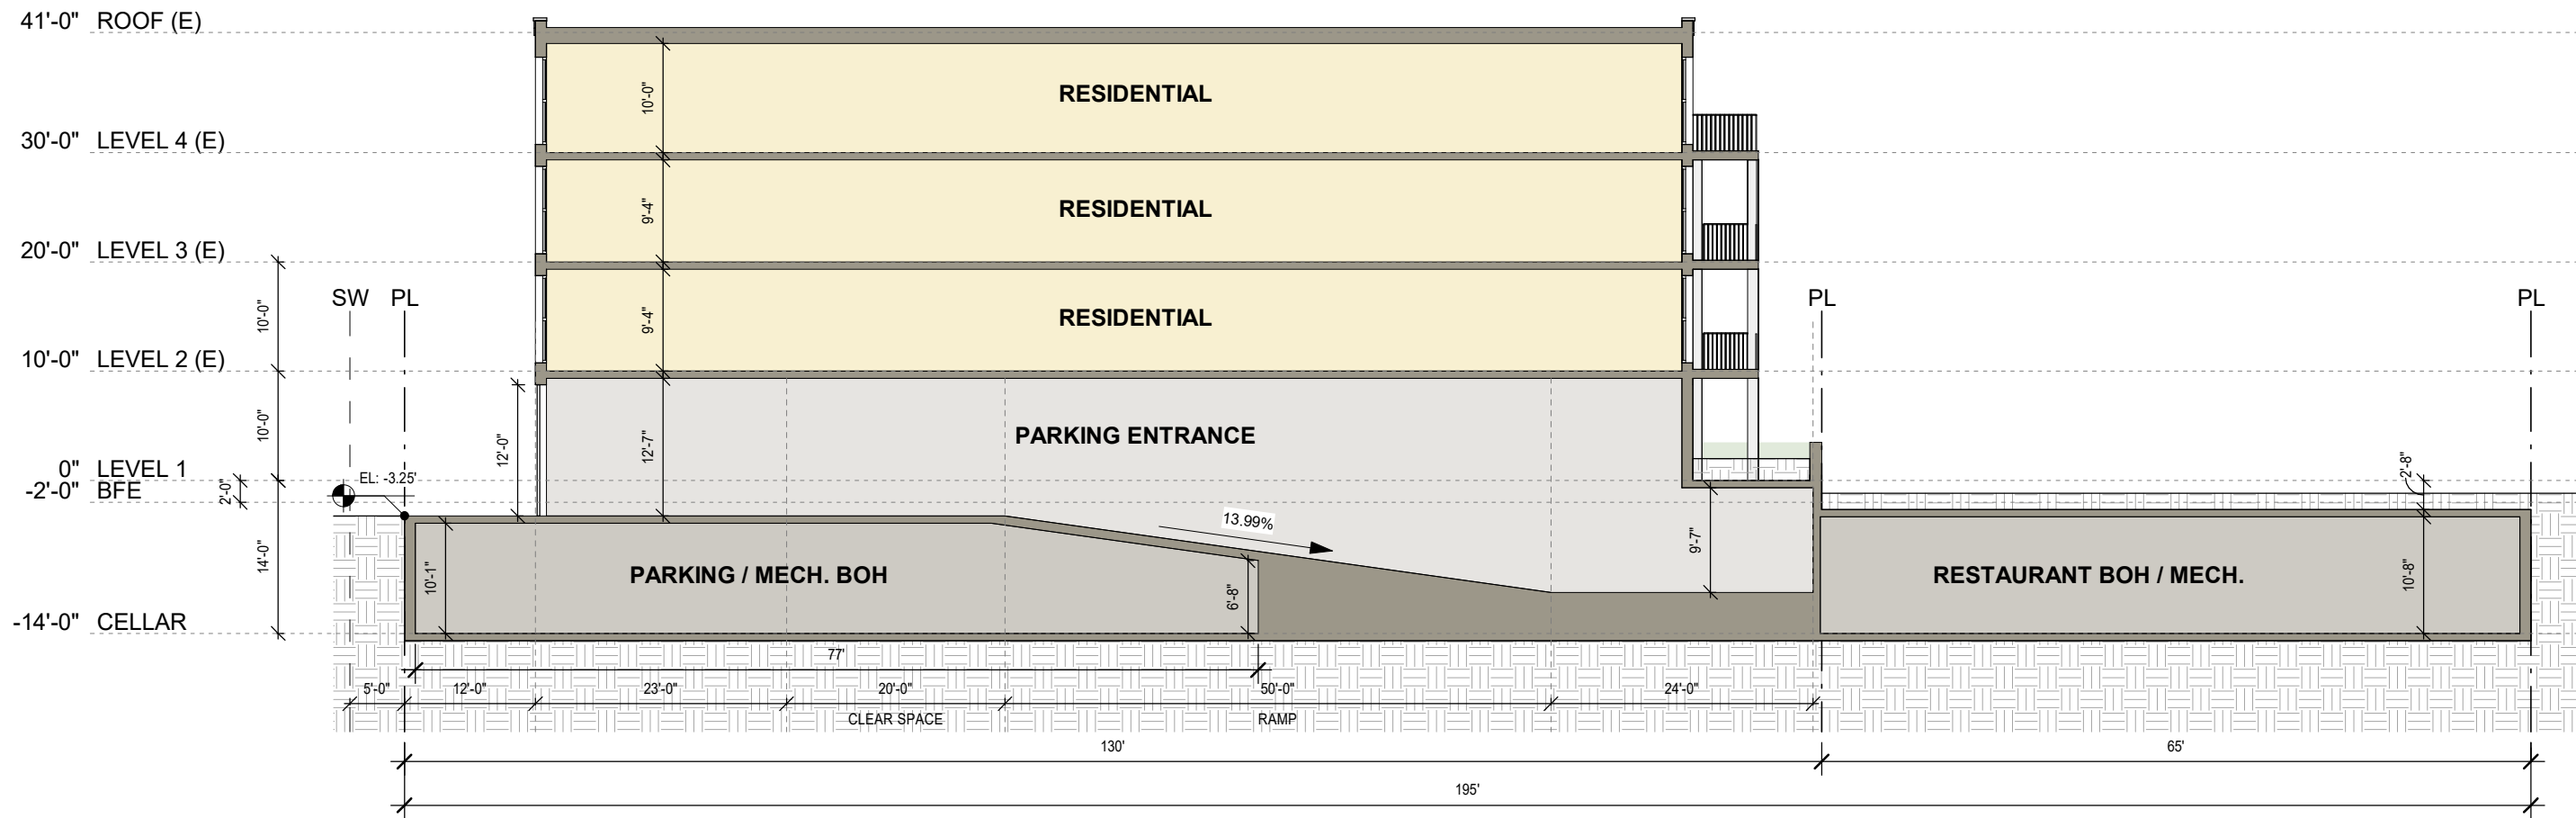 41'-0" ROOF (E)
10'-0"
RESIDENTIAL
30'-0" LEVEL 4 (E)
9'-4"
RESIDENTIAL
20'-0" LEVEL 3 (E)
SW
PL
10'-0"
9'-4"
RESIDENTIAL
PL
PL
10'-0" LEVEL 2 (E)
10'-0"
12'-0"
12'-7"
PARKING ENTRANCE
0" LEVEL 1
2'-8"
-2'-0" BFE
2'-0"
EL: -3.25'
13.99%
9'-7"
14'-0"
10'-1"
PARKING / MECH. BOH
6'-8"
RESTAURANT BOH / MECH.
10'-8"
-14'-0" CELLAR
77'
5'-0"
12'-0"
23'-0"
20'-0"
50'-0"
24'-0"
CLEAR SPACE
RAMP
130'
65'
195'